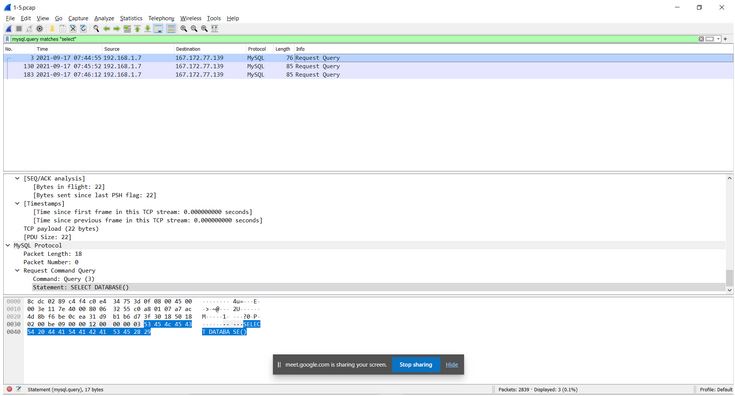 1-5.pcap
File Edit View Go Capture Analyze Statistics Telephony Wireless Tools Help
mysql.query matches "select"
No. Time Source Destination Protocol Length Info
3 2021-09-17 07:44:55 192.168.1.7 167.172.77.139 MySQL 76 Request Query
130 2021-09-17 07:45:52 192.168.1.7 167.172.77.139 MySQL 85 Request Query
183 2021-09-17 07:46:12 192.168.1.7 167.172.77.139 MySQL 85 Request Query
[SEQ/ACK analysis]
[Bytes in flight: 22]
[Bytes sent since last PSH flag: 22]
[Timestamps]
[Time since first frame in this TCP stream: 0.000000000 seconds]
[Time since previous frame in this TCP stream: 0.000000000 seconds]
TCP payload (22 bytes)
[PDU Size: 22]
MySQL Protocol
Packet Length: 18
Packet Number: 0
Request Command Query
Command: Query (3)
Statement: SELECT DATABASE()
0000 8c dc 02 89 c4 f4 c0 e4 34 75 3d 0f 08 00 45 00 ········ 4u=···E·
0010 00 3e 11 7e 40 00 80 06 32 55 c0 a8 01 07 a7 ac ·>·~@··· 2U······
0020 4d 8b f6 be 0c ea 31 d9 b1 b6 d7 3f 30 18 50 18 M·····1· ···?0·P·
0030 02 00 be 09 00 00 12 00 00 00 03 53 45 4c 45 43 ········ ···SELEC
0040 54 20 44 41 54 41 42 41 53 45 28 29 T DATABA SE()
meet.google.com is sharing your screen.
Stop sharing
Hide
Statement (mysql.query), 17 bytes
Packets: 2839 · Displayed: 3 (0.1%)
Profile: Default